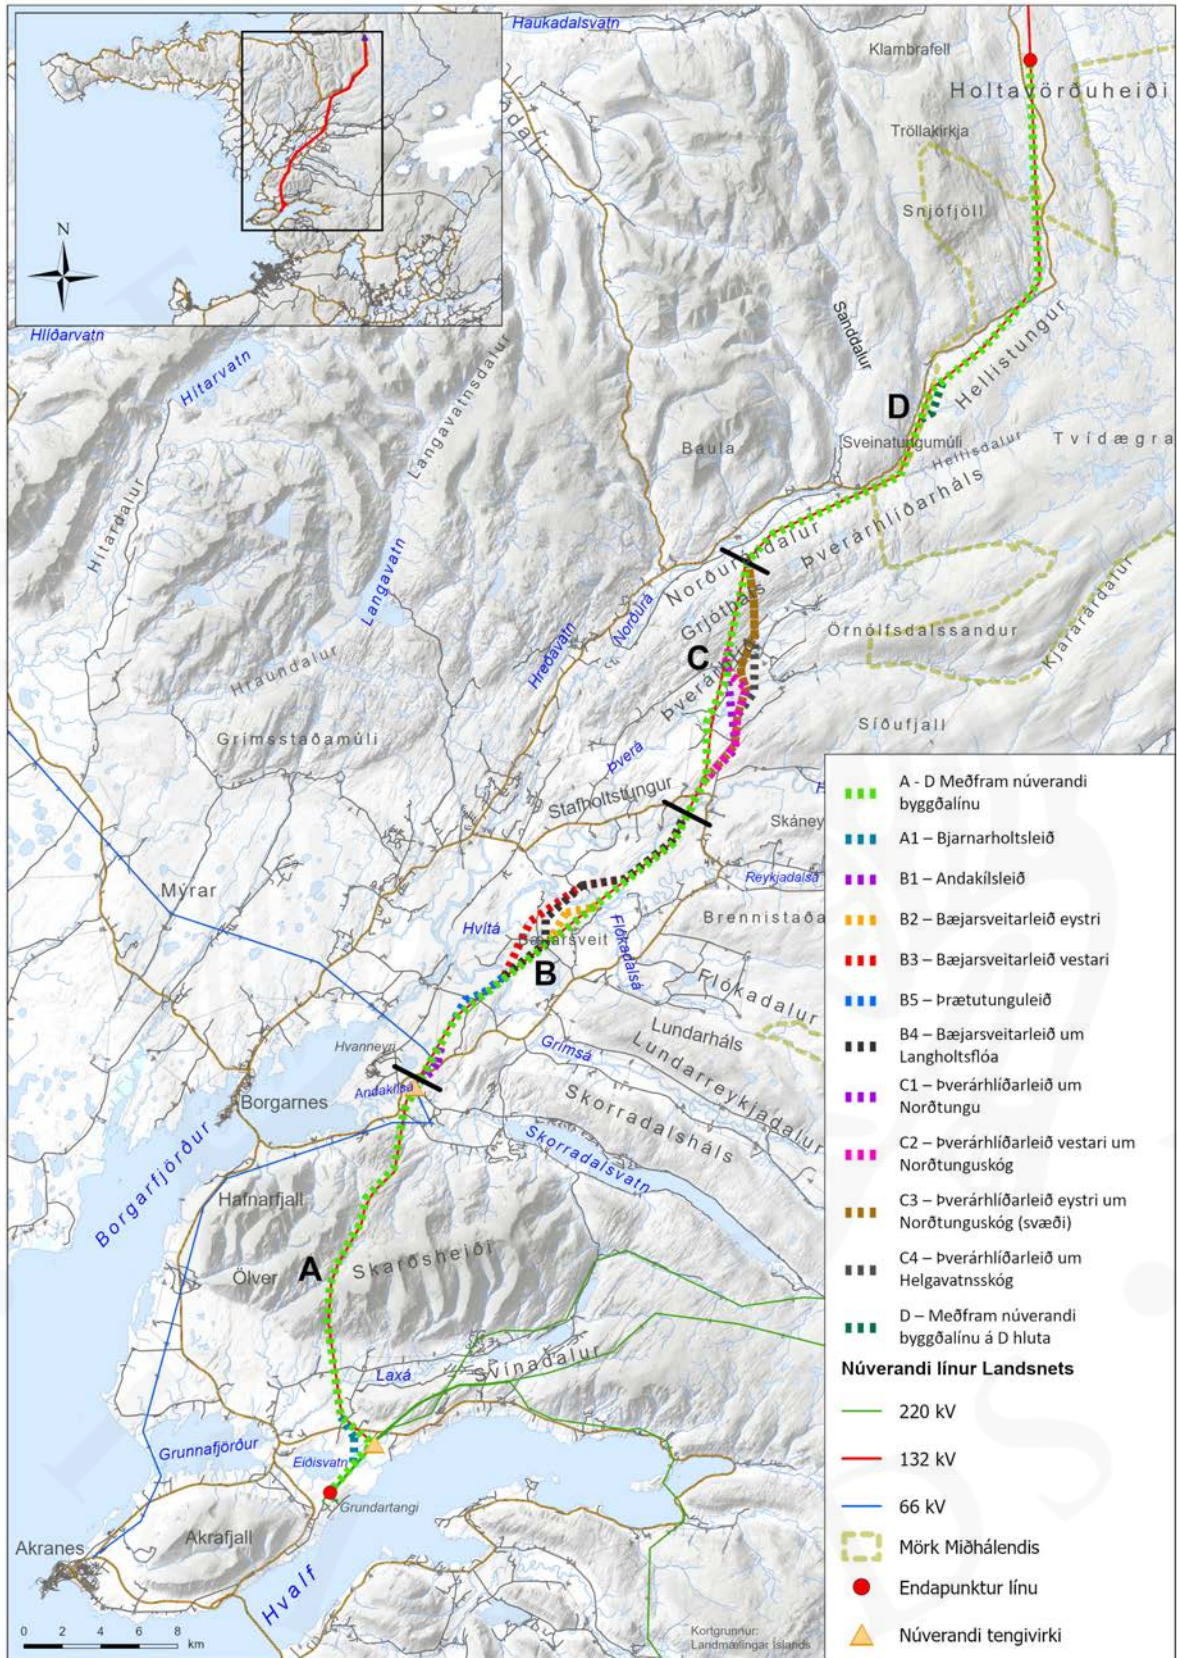 Haukadalsvatn
Klambrafell
Holtavörðuheiði
Tröllakirkja
Snjófjöll
N
Hlíðarvatn
Hítarvatn
Langavatnsdalur
Sanddalur
Hellistungur
D
Sveinatungumúli
Hellisdalur
Tvídægra
Baula
Hítardalur
Langavatn
Norðurárdalur
Þverárhlíðarháls
Grjótháls
Norðurá
Hreðavatn
Örnólfsdalssandur
Kjararárdalur
C
Hraundalur
Síðufjall
Grímsstaðamúli
Þverá
Stafholtstungur
Skáney
Reykjadalsá
Mýrar
Brennistaða
Hvítá
Bæjarsveit
Flókadalsá
B
Flókadalur
Lundarháls
Hvanneyri
Grímsá
Lundarreykjadalur
Andakílsá
Borgarnes
Skorradalsháls
Skorradalsvatn
Borgarfjörður
Hafnarfjall
A
Skarðsheiði
Ölver
Svínadalur
Laxá
Grunnafjörður
Eiðisvatn
Grundartangi
Akrafjall
Akranes
Hvalf
0 2 4 6 8
km
Kortgrunnur:
Landmælingar Íslands
A - D Meðfram núverandi
byggðalínu
A1 – Bjarnarholtsleið
B1 – Andakílsleið
B2 – Bæjarsveitarleið eystri
B3 – Bæjarsveitarleið vestari
B5 – Þrætutunguleið
B4 – Bæjarsveitarleið um
Langholtsflóa
C1 – Þverárhlíðarleið um
Norðtungu
C2 – Þverárhlíðarleið vestari um
Norðtunguskóg
C3 – Þverárhlíðarleið eystri um
Norðtunguskóg (svæði)
C4 – Þverárhlíðarleið um
Helgavatnsskóg
D – Meðfram núverandi
byggðalínu á D hluta
Núverandi línur Landsnets
220 kV
132 kV
66 kV
Mörk Miðhálendis
Endapunktur línu
Núverandi tengivirki